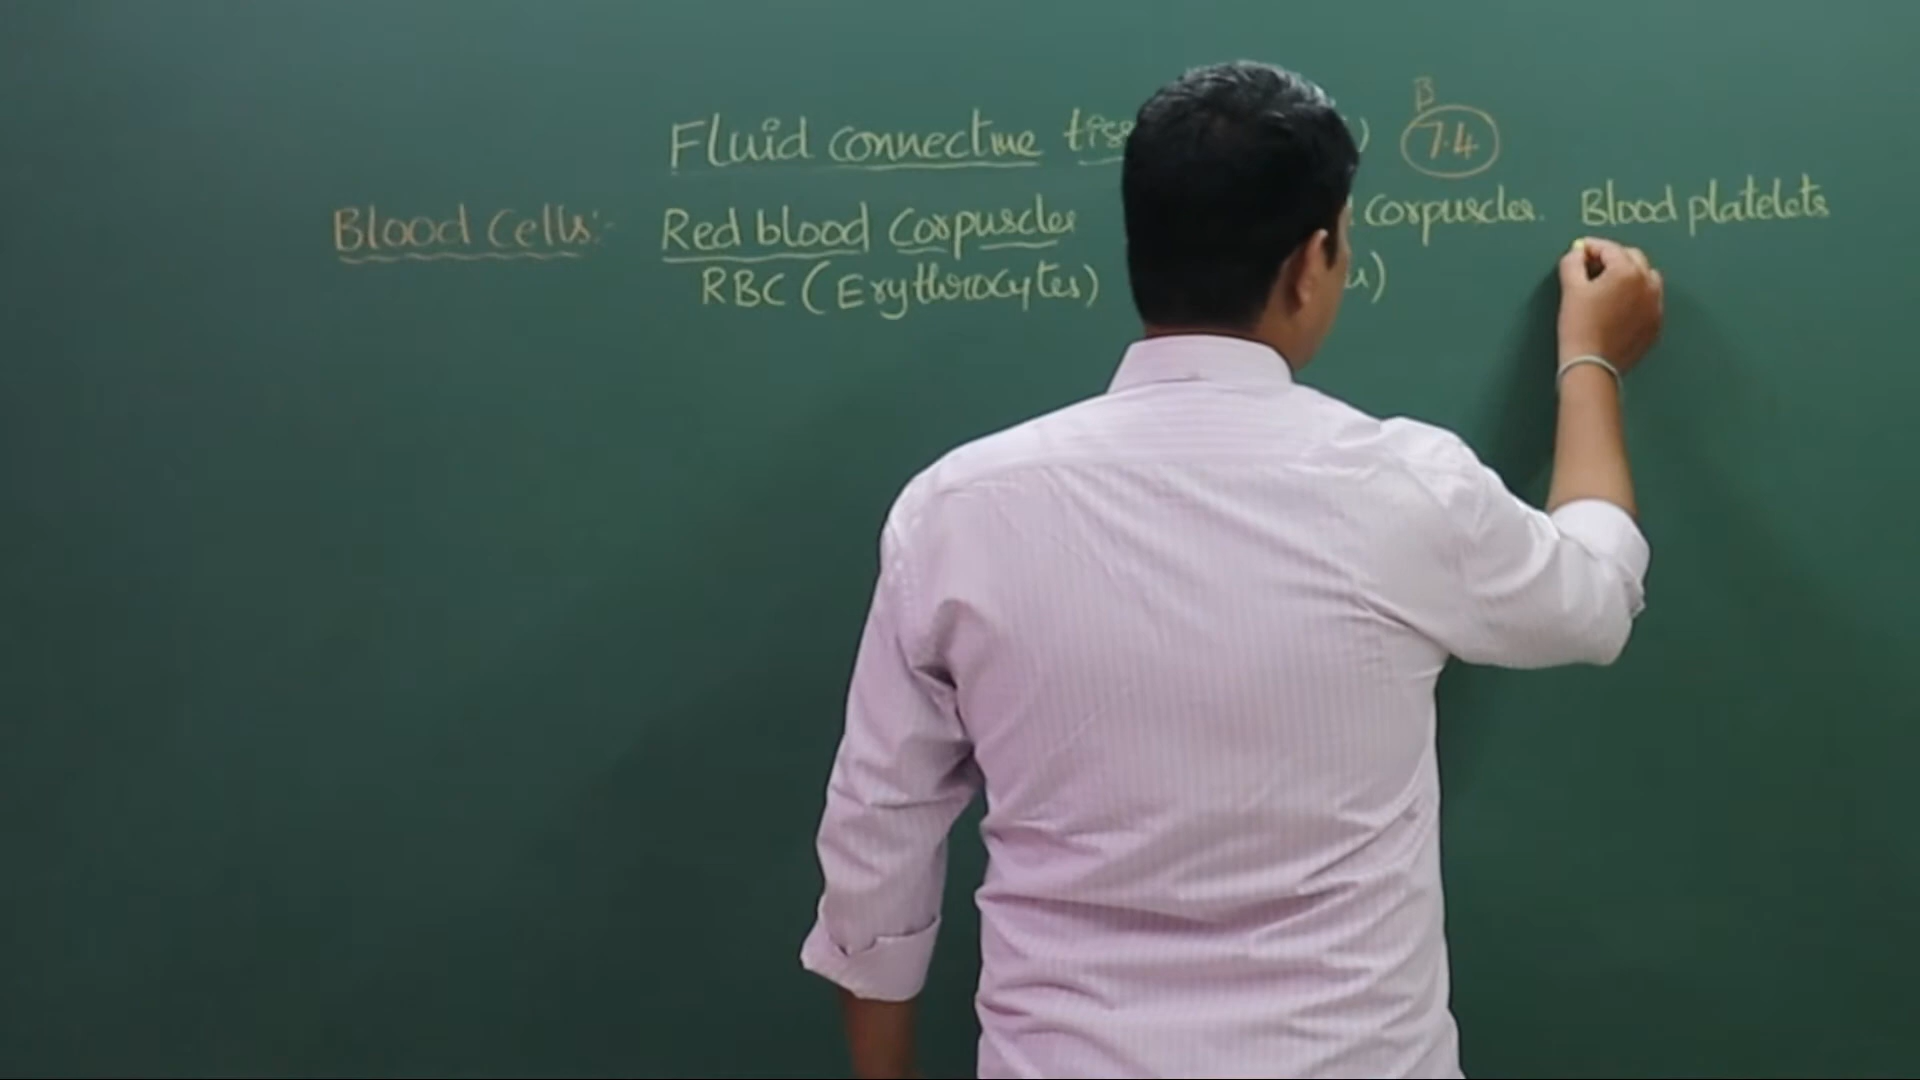 B
Fluid connective 7.4
Blood Cells:- Red blood Corpuscles corpuscles. Blood platelets
RBC (Erythrocytes)